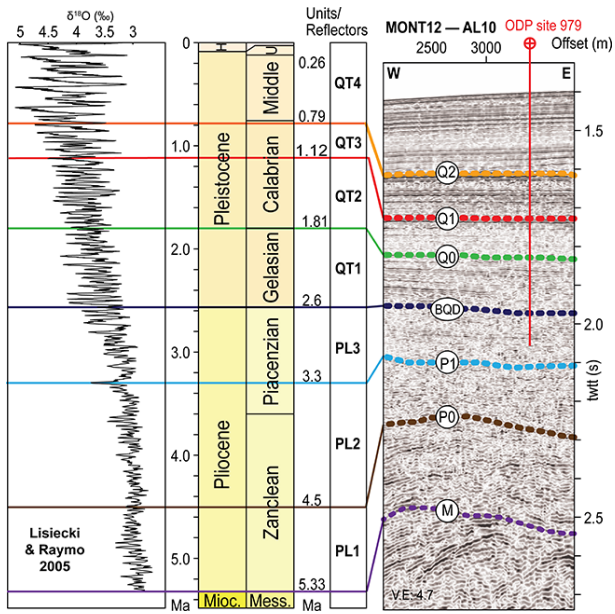 δ¹⁸O (‰)
5 4.5 4 3.5 3
Units/
Reflectors
MONT12 — AL10
ODP site 979
2500 3000 Offset (m)
W E
0
1.0
2.0
3.0
4.0
5.0
Ma
H
Pleistocene
Pliocene
Mioc.
U
Middle
Calabrian
Gelasian
Piacenzian
Zanclean
Mess.
0.26
0.79
1.12
1.81
2.6
3.3
4.5
5.33
Ma
QT4
QT3
QT2
QT1
PL3
PL2
PL1
Q2
Q1
Q0
BQD
P1
P0
M
V.E: 4.7
1.5
2.0
2.5
twtt (s)
Lisiecki
& Raymo
2005